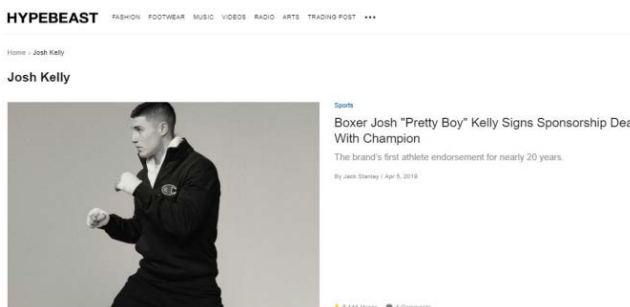 HYPEBEAST FASHION FOOTWEAR MUSIC VIDEOS RADIO ARTS TRADING POST •••
Home › Josh Kelly
Josh Kelly
Sports
Boxer Josh "Pretty Boy" Kelly Signs Sponsorship Dea
With Champion
The brand's first athlete endorsement for nearly 20 years.
By Jack Stanley / Apr 5, 2019